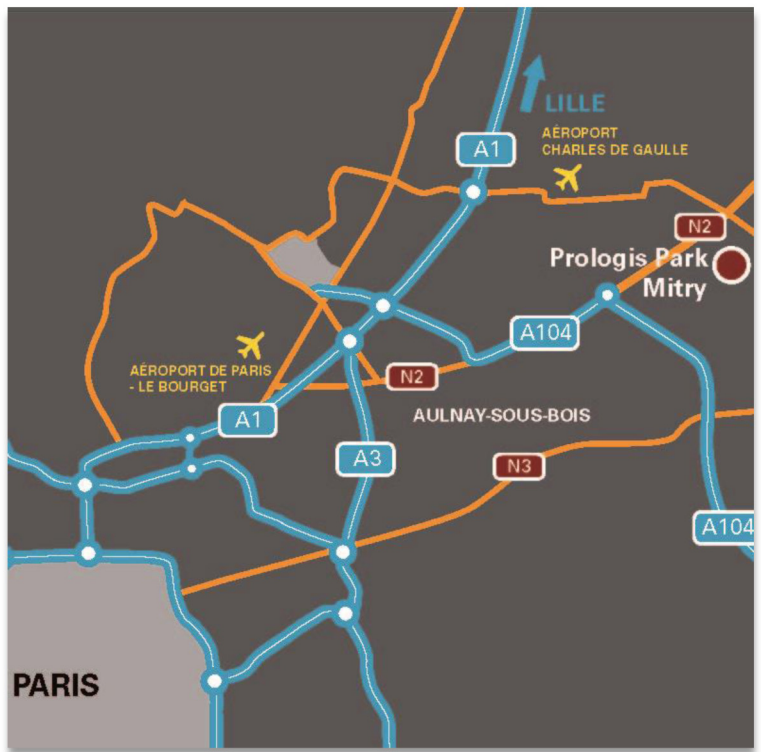 LILLE
AÉROPORT
CHARLES DE GAULLE
A1
N2
Prologis Park
Mitry
A104
AÉROPORT DE PARIS
- LE BOURGET
N2
A1
AULNAY-SOUS-BOIS
A3
N3
A104
PARIS